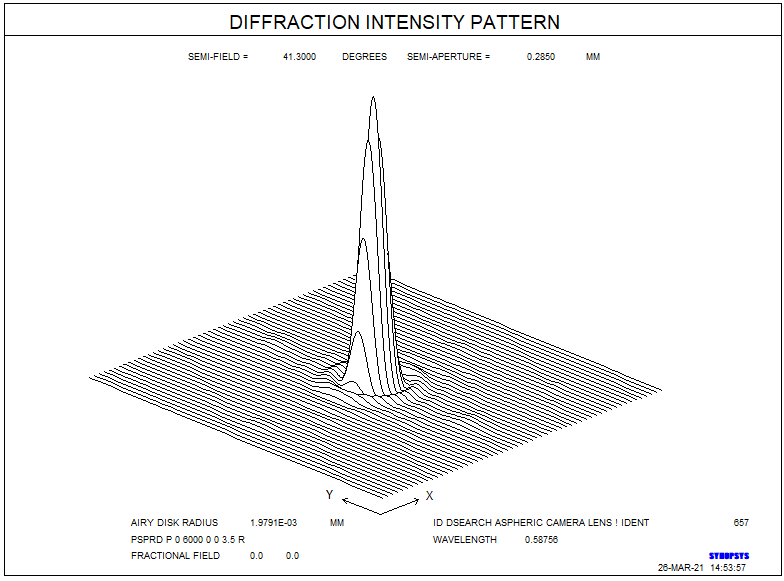 DIFFRACTION INTENSITY PATTERN
SEMI-FIELD = 41.3000 DEGREES SEMI-APERTURE = 0.2850 MM
Y X
AIRY DISK RADIUS 1.9791E-03 MM ID DSEARCH ASPHERIC CAMERA LENS ! IDENT 657
PSPRD P 0 6000 0 0 3.5 R WAVELENGTH 0.58756
FRACTIONAL FIELD 0.0 0.0 SYNOPSYS
26-MAR-21 14:53:57